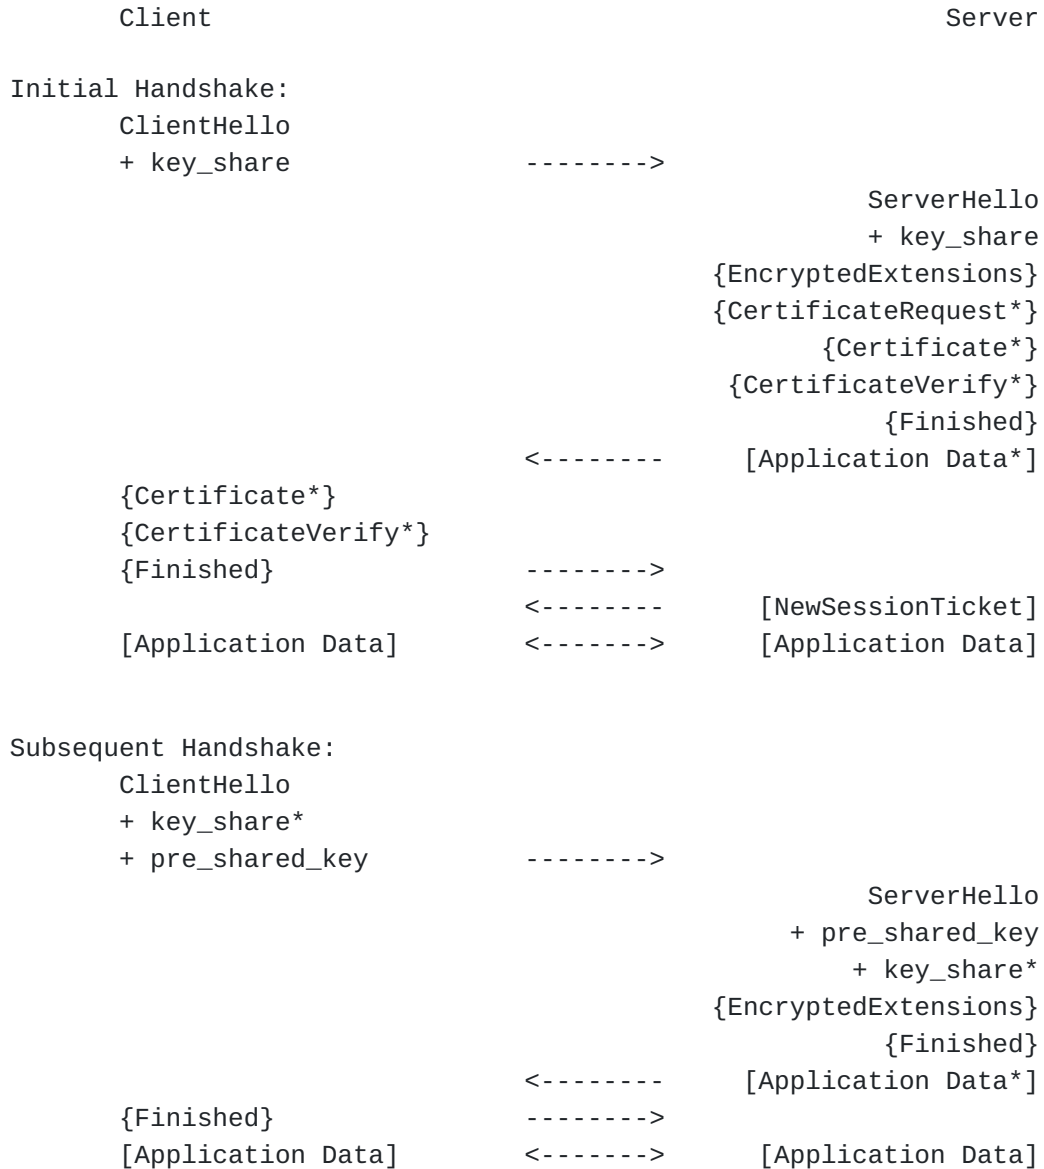 Client                                               Server

Initial Handshake:
       ClientHello
       + key_share               -------->
                                                       ServerHello
                                                       + key_share
                                             {EncryptedExtensions}
                                             {CertificateRequest*}
                                                    {Certificate*}
                                              {CertificateVerify*}
                                                        {Finished}
                                 <--------     [Application Data*]
       {Certificate*}
       {CertificateVerify*}
       {Finished}                -------->
                                 <--------      [NewSessionTicket]
       [Application Data]        <------->      [Application Data]


Subsequent Handshake:
       ClientHello
       + key_share*
       + pre_shared_key          -------->
                                                       ServerHello
                                                  + pre_shared_key
                                                      + key_share*
                                             {EncryptedExtensions}
                                                        {Finished}
                                 <--------     [Application Data*]
       {Finished}                -------->
       [Application Data]        <------->      [Application Data]